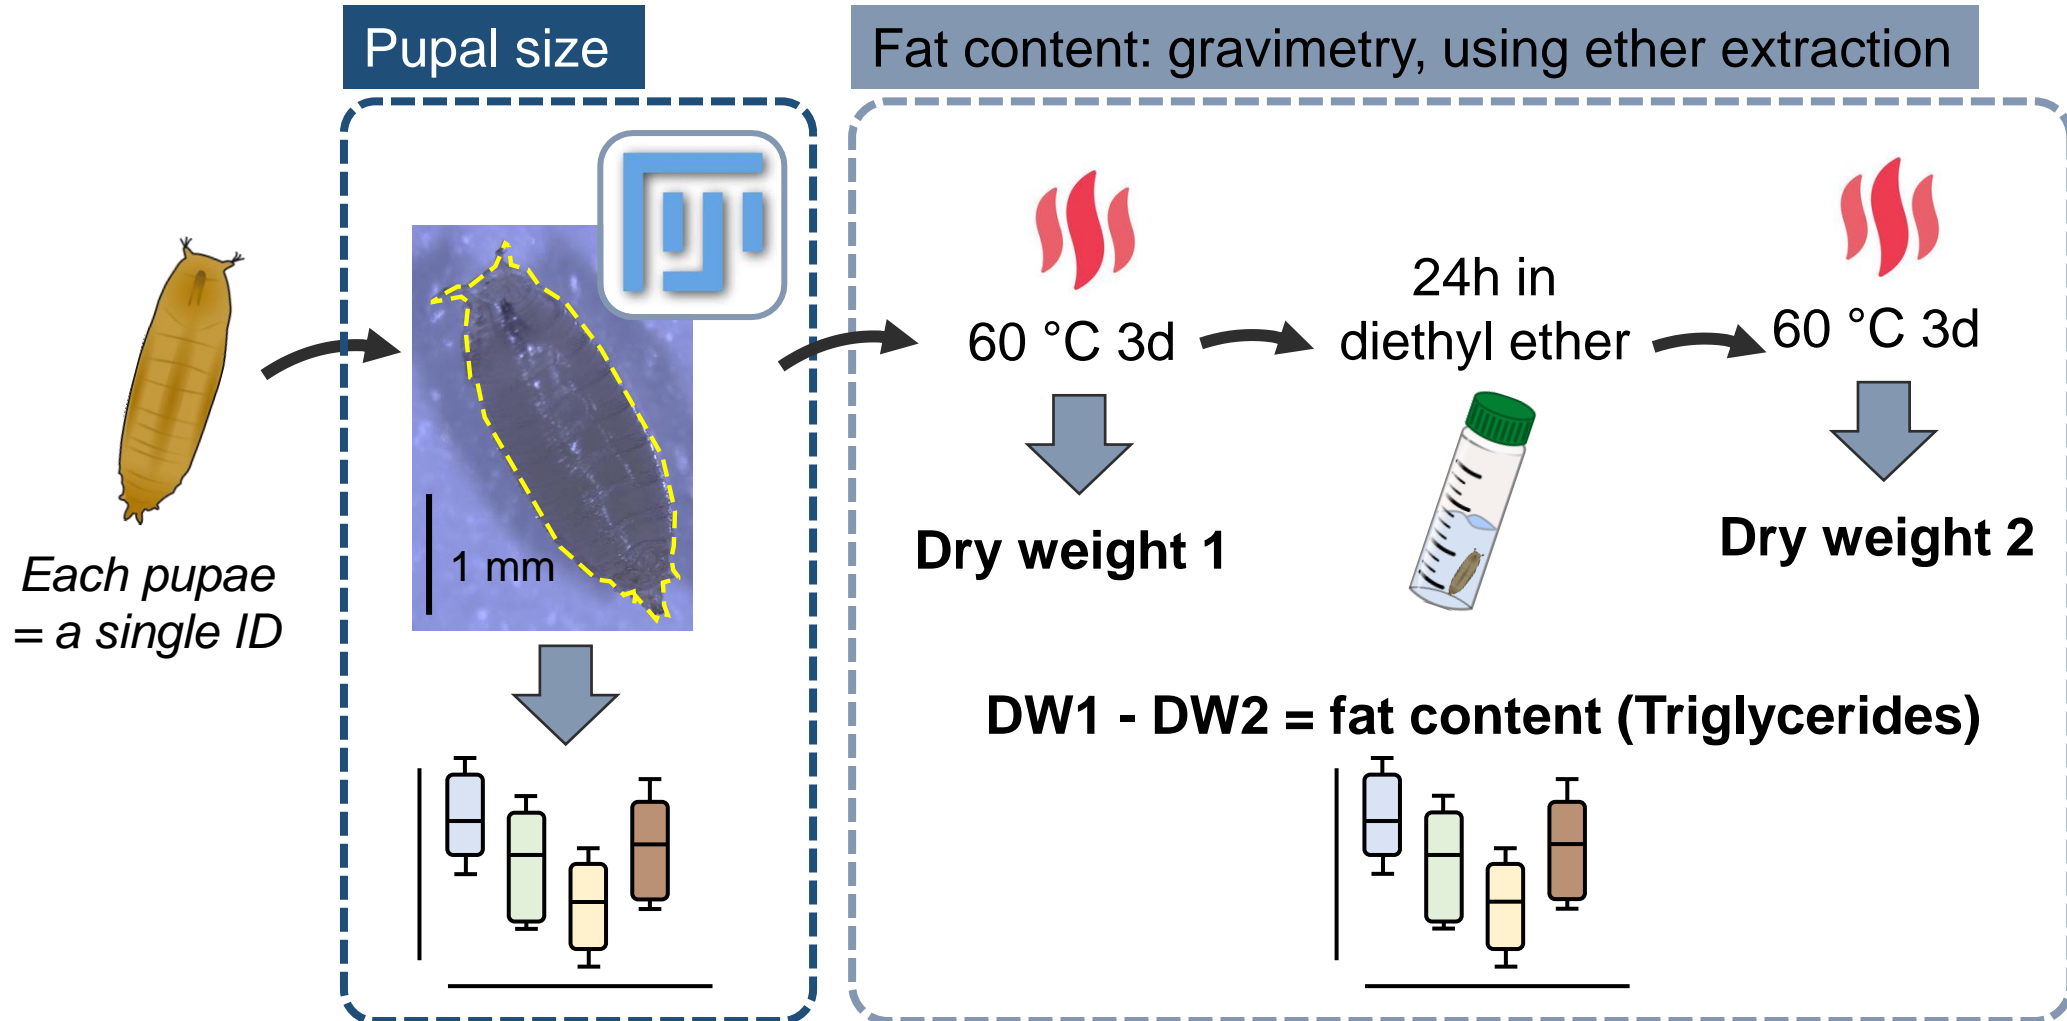 Pupal size
Fat content: gravimetry, using ether extraction
Each pupae
= a single ID
1 mm
60 °C 3d
24h in
diethyl ether
60 °C 3d
Dry weight 1
Dry weight 2
DW1 - DW2 = fat content (Triglycerides)